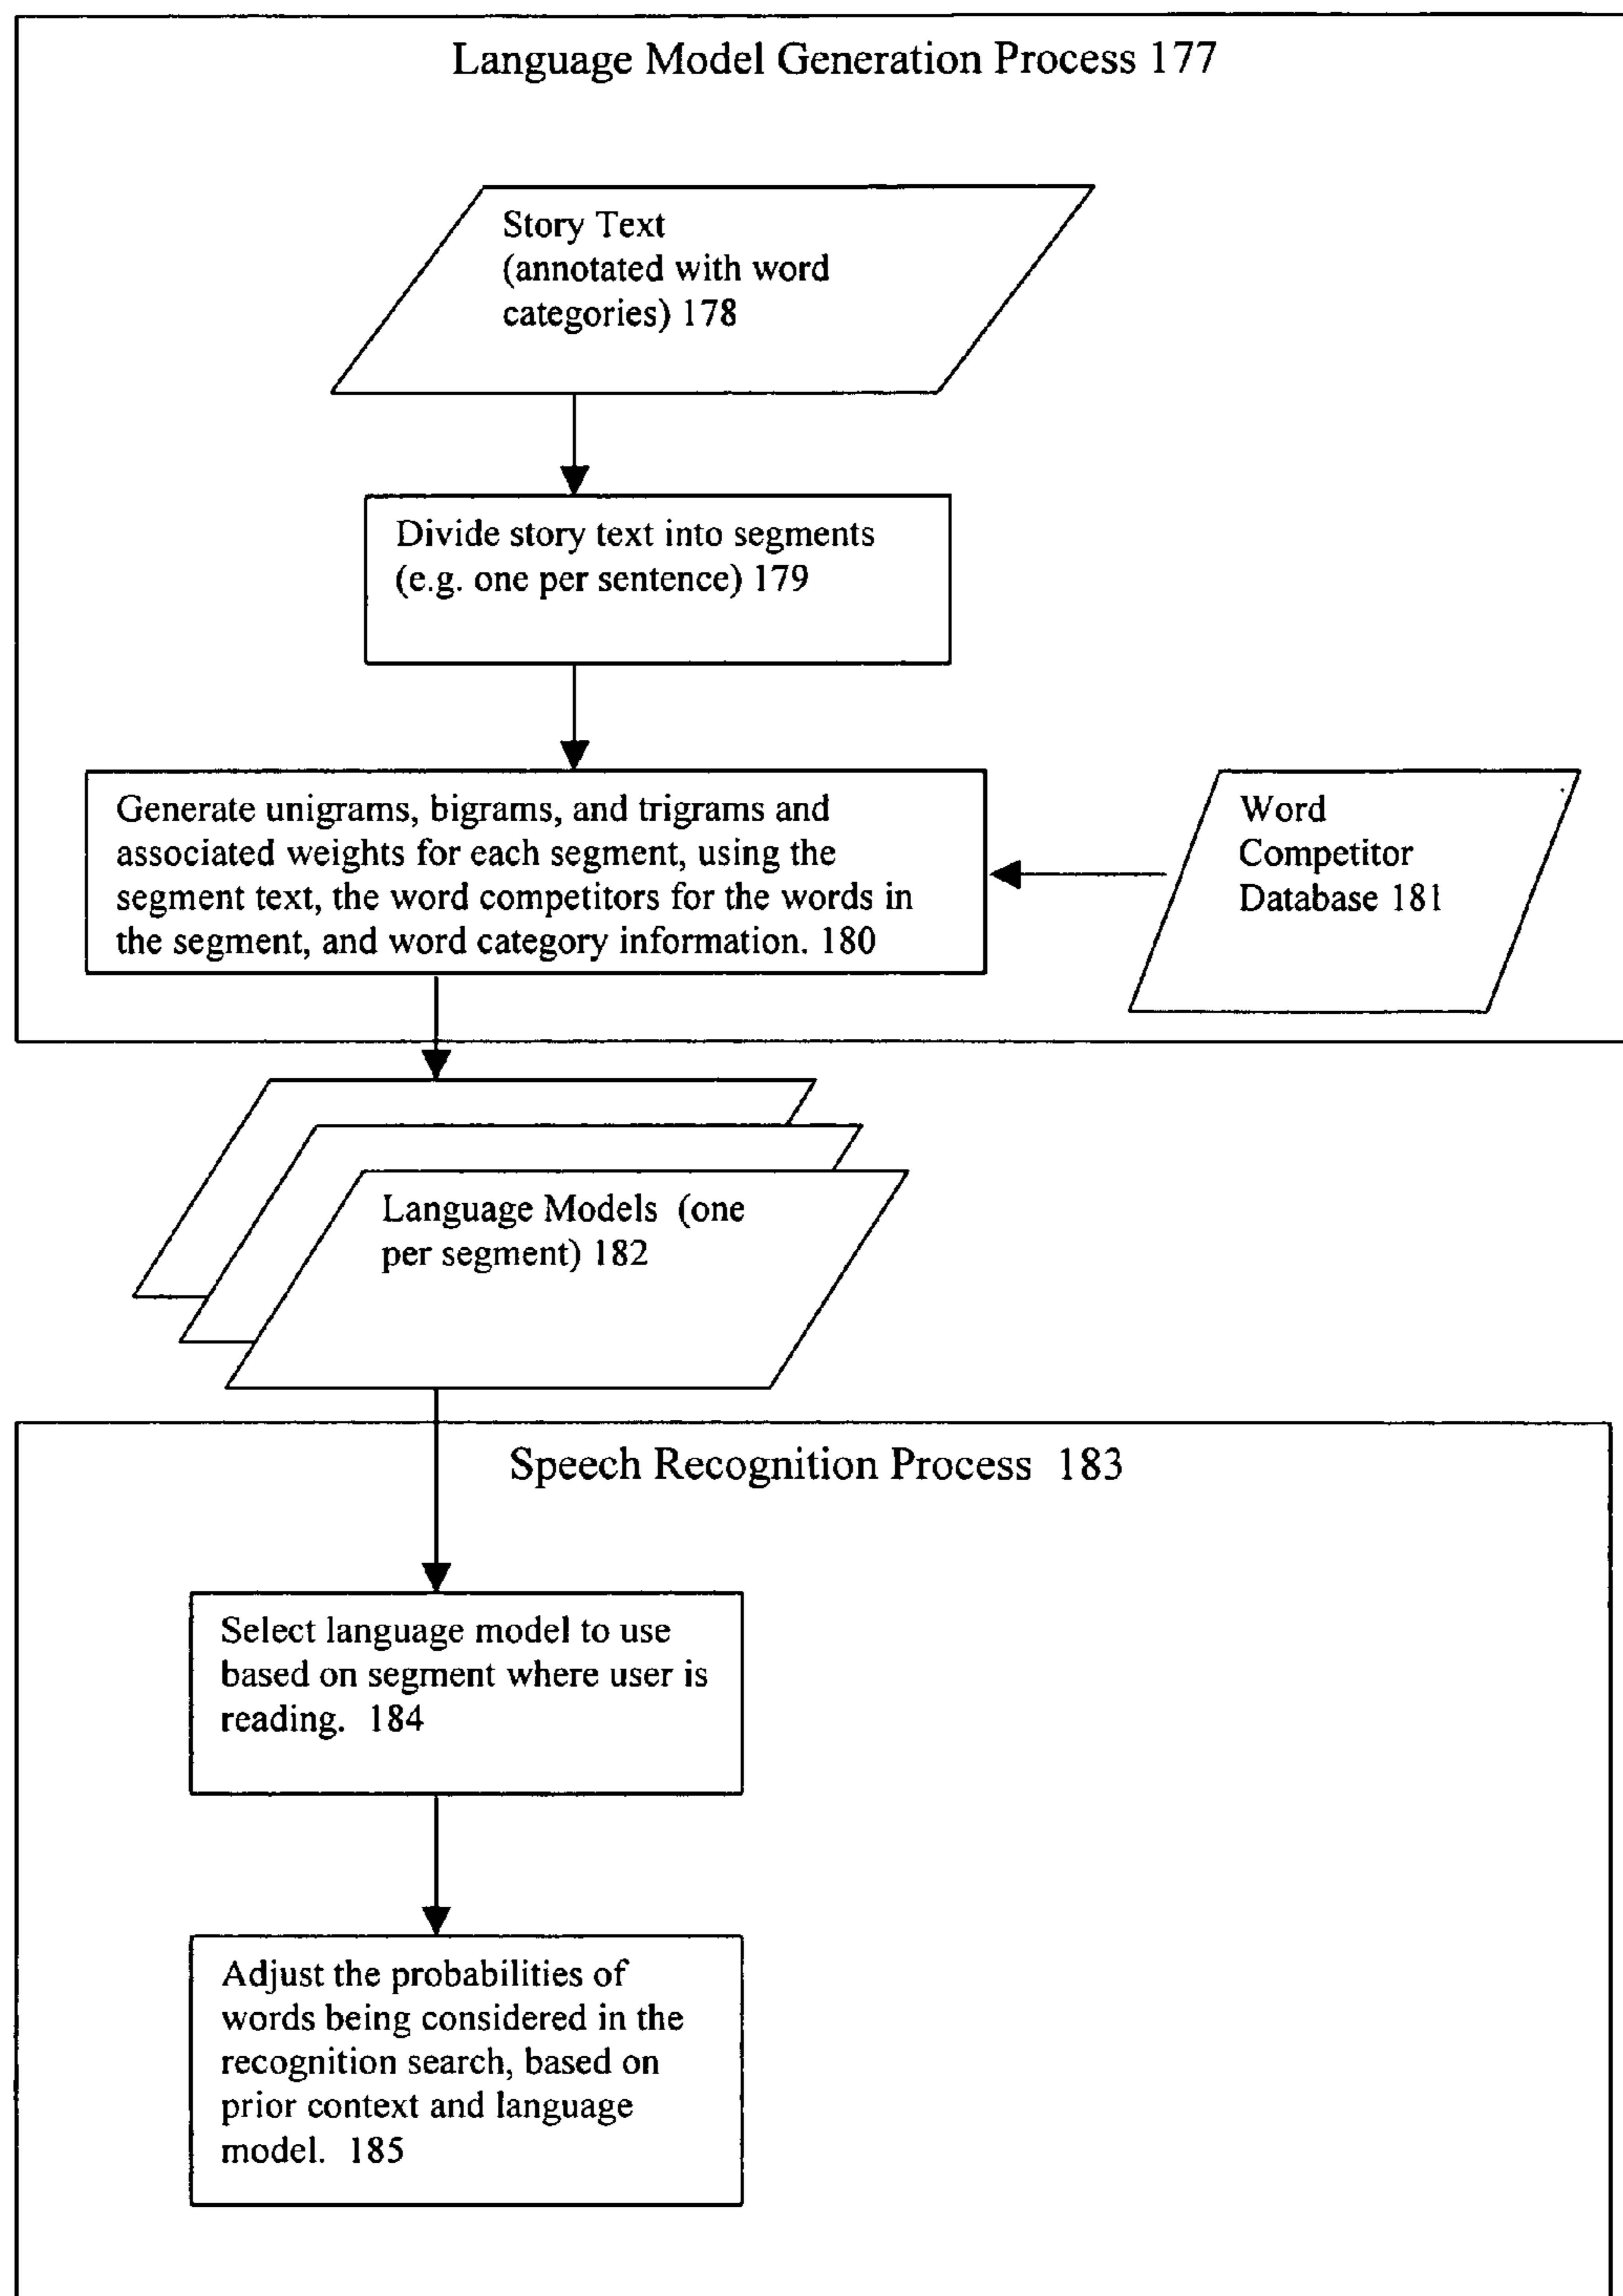 Language Model Generation Process 177
Story Text
(annotated with word
categories) 178
Divide story text into segments
(e.g. one per sentence) 179
Generate unigrams, bigrams, and trigrams and
associated weights for each segment, using the
segment text, the word competitors for the words in
the segment, and word category information. 180
Word
Competitor
Database 181
Language Models (one
per segment) 182
Speech Recognition Process 183
Select language model to use
based on segment where user is
reading. 184
Adjust the probabilities of
words being considered in the
recognition search, based on
prior context and language
model. 185